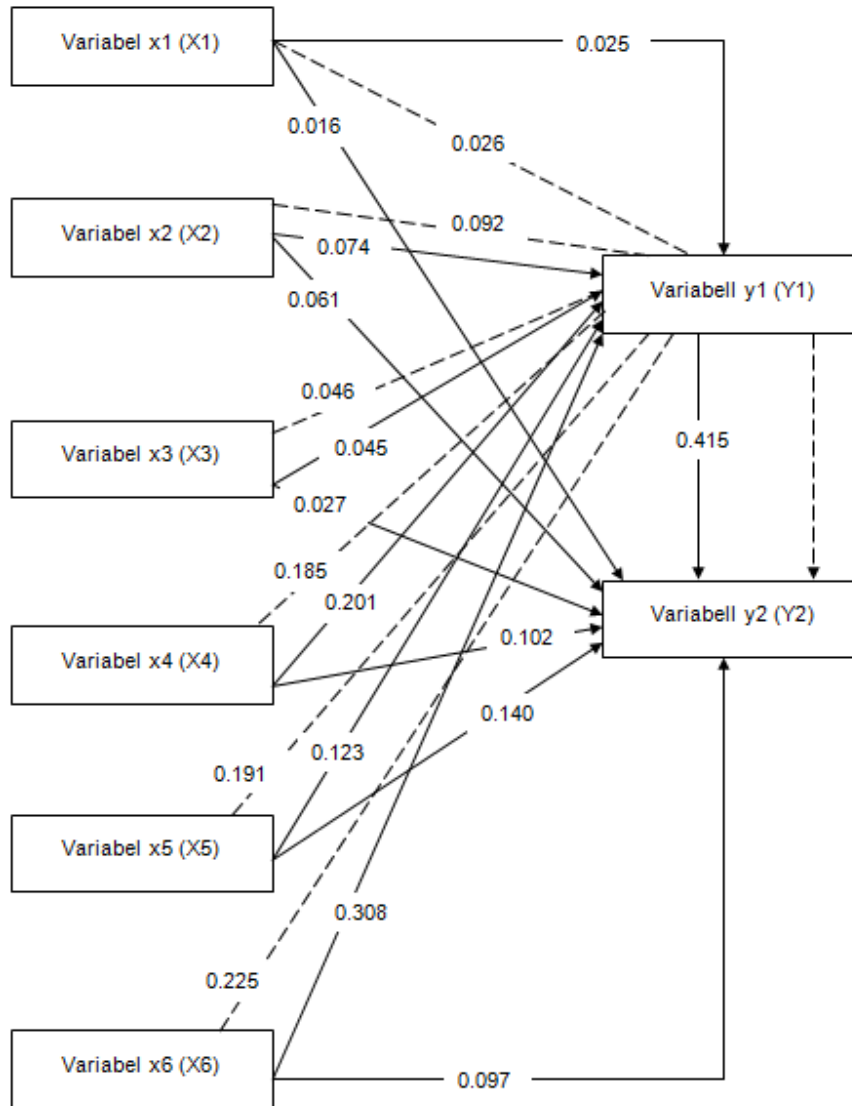 Variabel x1 (X1)
0.025
0.016
0.026
Variabel x2 (X2)
0.092
0.074
0.061
Variabell y1 (Y1)
0.046
0.045
Variabel x3 (X3)
0.415
0.027
0.185
0.201
Variabell y2 (Y2)
0.102
Variabel x4 (X4)
0.140
0.123
0.191
Variabel x5 (X5)
0.308
0.225
Variabel x6 (X6)
0.097